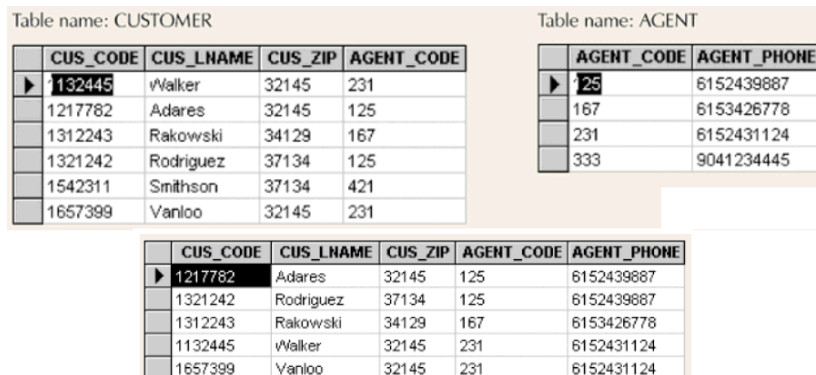 Table name: CUSTOMER
CUS_CODE CUS_LNAME CUS_ZIP AGENT_CODE
1132445 Walker 32145 231
1217782 Adares 32145 125
1312243 Rakowski 34129 167
1321242 Rodriguez 37134 125
1542311 Smithson 37134 421
1657399 Vanloo 32145 231
Table name: AGENT
AGENT_CODE AGENT_PHONE
125 6152439887
167 6153426778
231 6152431124
333 9041234445
CUS_CODE CUS_LNAME CUS_ZIP AGENT_CODE AGENT_PHONE
1217782 Adares 32145 125 6152439887
1321242 Rodriguez 37134 125 6152439887
1312243 Rakowski 34129 167 6153426778
1132445 Walker 32145 231 6152431124
1657399 Vanloo 32145 231 6152431124